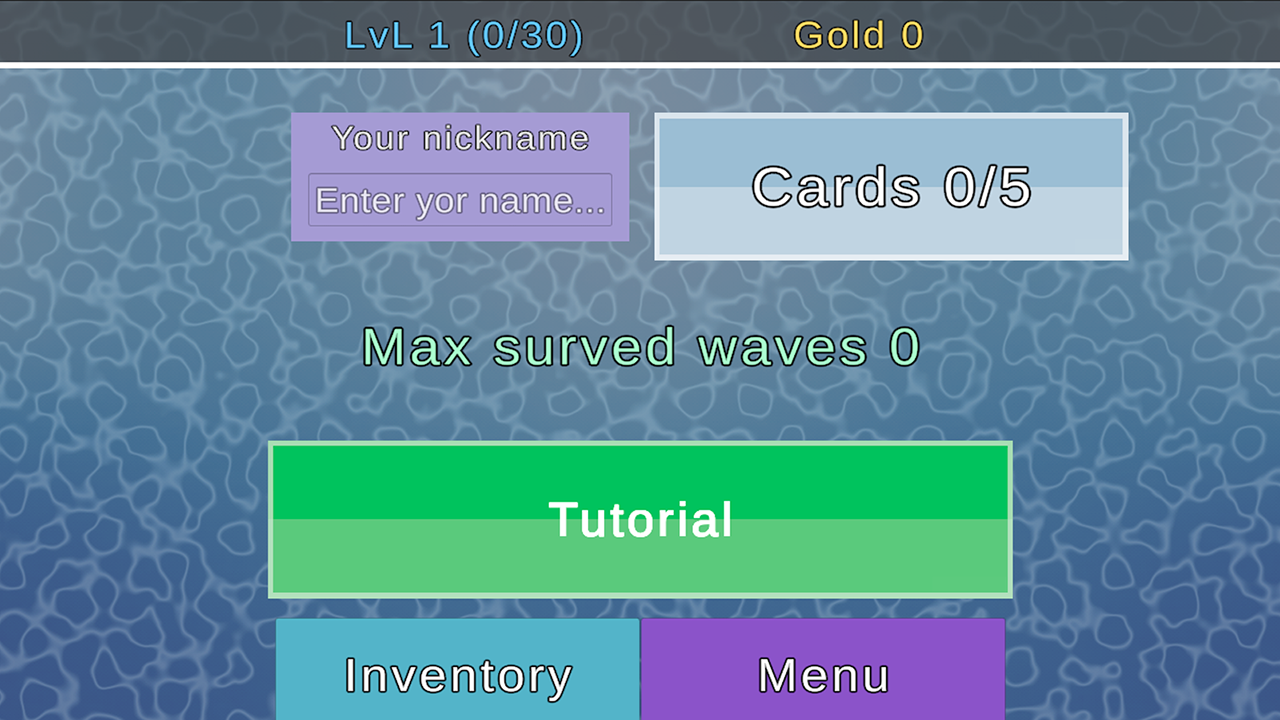 LvL 1 (0/30)
Gold 0
Your nickname
Enter yor name...
Cards 0/5
Max surved waves 0
Tutorial
Inventory
Menu